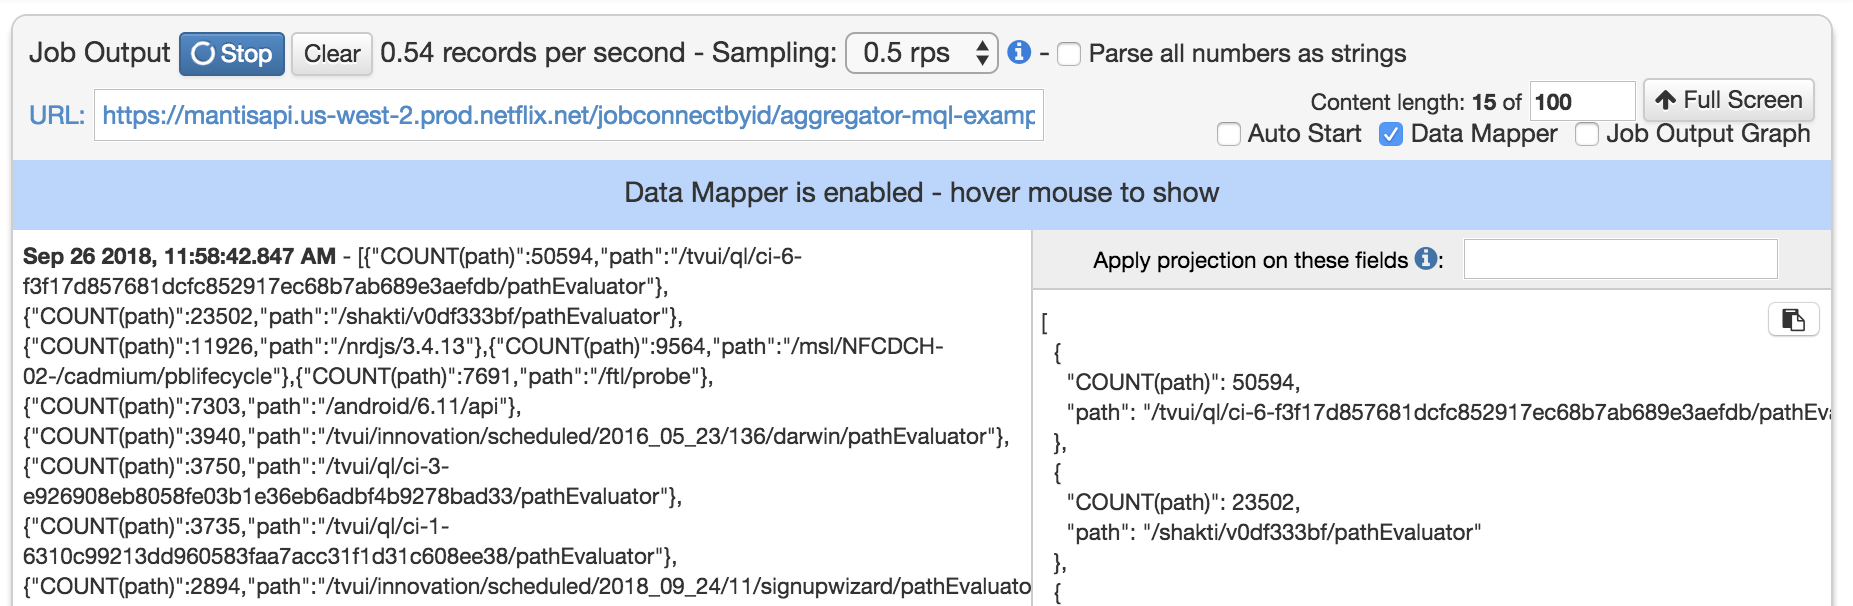 Job Output Stop Clear 0.54 records per second - Sampling: 0.5 rps - Parse all numbers as strings
URL: https://mantisapi.us-west-2.prod.netflix.net/jobconnectbyid/aggregator-mql-examp Content length: 15 of 100 Full Screen
Auto Start Data Mapper Job Output Graph
Data Mapper is enabled - hover mouse to show
Sep 26 2018, 11:58:42.847 AM - [{"COUNT(path)":50594,"path":"/tvui/ql/ci-6-
f3f17d857681dcfc852917ec68b7ab689e3aefdb/pathEvaluator"},
{"COUNT(path)":23502,"path":"/shakti/v0df333bf/pathEvaluator"},
{"COUNT(path)":11926,"path":"/nrdjs/3.4.13"},{"COUNT(path)":9564,"path":"/msl/NFCDCH-
02-/cadmium/pblifecycle"},{"COUNT(path)":7691,"path":"/ftl/probe"},
{"COUNT(path)":7303,"path":"/android/6.11/api"},
{"COUNT(path)":3940,"path":"/tvui/innovation/scheduled/2016_05_23/136/darwin/pathEvaluator"},
{"COUNT(path)":3750,"path":"/tvui/ql/ci-3-
e926908eb8058fe03b1e36eb6adbf4b9278bad33/pathEvaluator"},
{"COUNT(path)":3735,"path":"/tvui/ql/ci-1-
6310c99213dd960583faa7acc31f1d31c608ee38/pathEvaluator"},
{"COUNT(path)":2894,"path":"/tvui/innovation/scheduled/2018_09_24/11/signupwizard/pathEvaluato
Apply projection on these fields :
[
{
"COUNT(path)": 50594,
"path": "/tvui/ql/ci-6-f3f17d857681dcfc852917ec68b7ab689e3aefdb/pathEva
},
{
"COUNT(path)": 23502,
"path": "/shakti/v0df333bf/pathEvaluator"
},
{